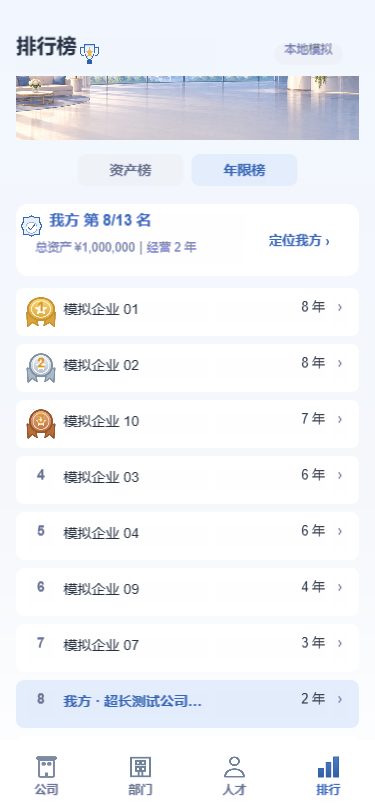 排行榜
本地模拟
资产榜
年限榜
我方 第 8/13 名
总资产 ¥1,000,000 | 经营 2 年
定位我方 ›
1
模拟企业 01
8 年 ›
2
模拟企业 02
8 年 ›
模拟企业 10
7 年 ›
4
模拟企业 03
6 年 ›
5
模拟企业 04
6 年 ›
6
模拟企业 09
4 年 ›
7
模拟企业 07
3 年 ›
8
我方 · 超长测试公司...
2 年 ›
公司
部门
人才
排行